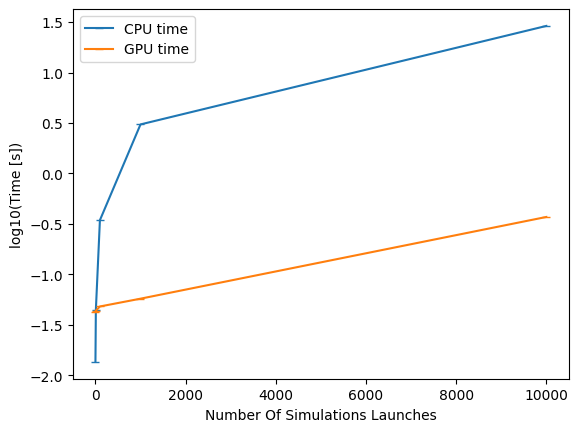 CPU time
GPU time
1.5
1.0
0.5
0.0
−0.5
−1.0
−1.5
−2.0
log10(Time [s])
0 2000 4000 6000 8000 10000
Number Of Simulations Launches